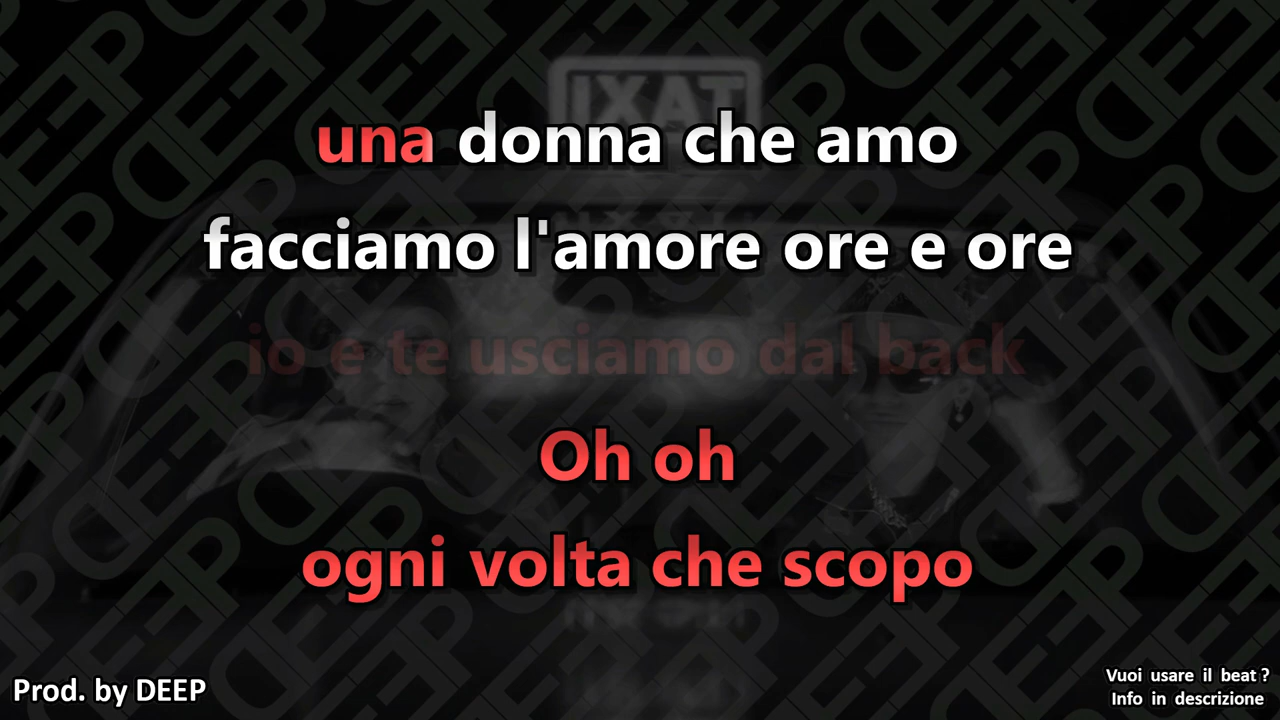 TAXI
una donna che amo
facciamo l'amore ore e ore
io e te usciamo dal back
Oh oh
ogni volta che scopo
Prod. by DEEP
Vuoi usare il beat ?
Info in descrizione